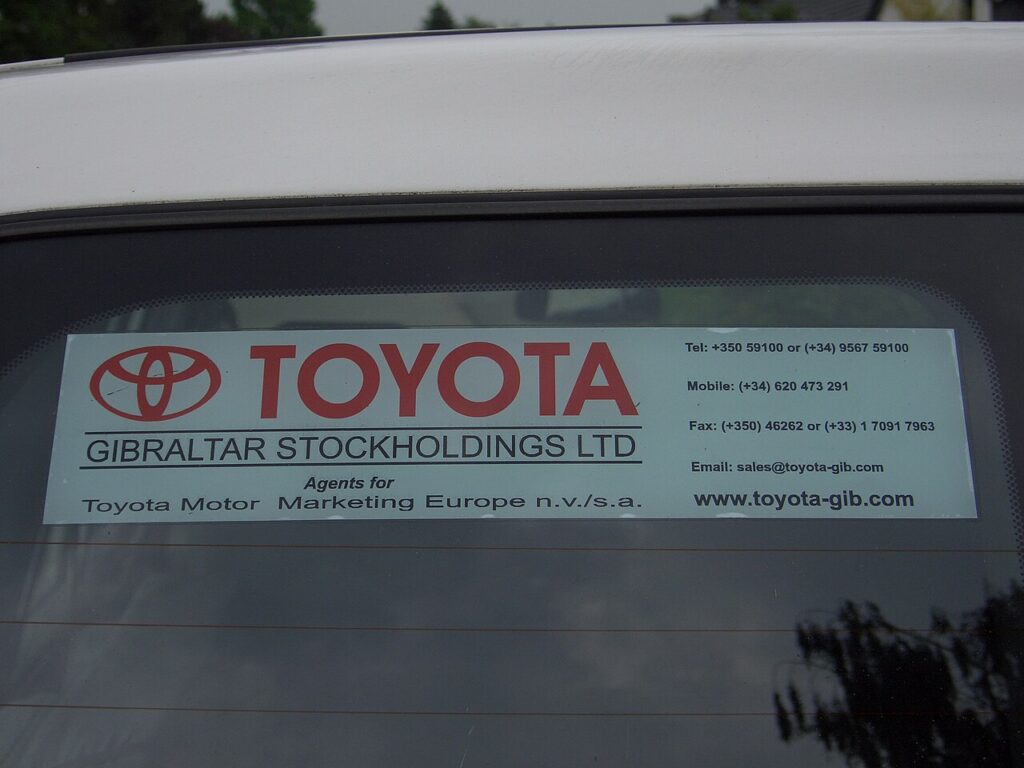 TOYOTA
GIBRALTAR STOCKHOLDINGS LTD
Agents for
Toyota Motor Marketing Europe n.v./s.a.
Tel: +350 59100 or (+34) 9567 59100
Mobile: (+34) 620 473 291
Fax: (+350) 46262 or (+33) 1 7091 7963
Email: sales@toyota-gib.com
www.toyota-gib.com